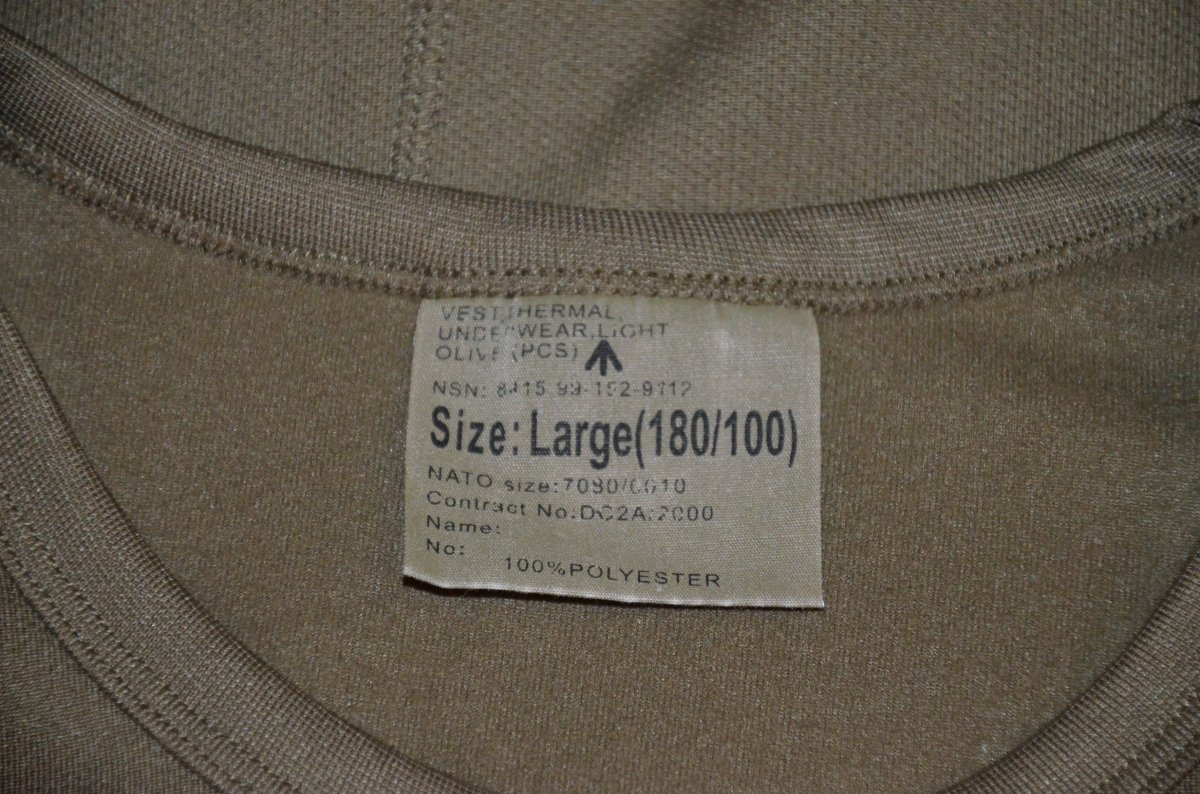 VEST,THERMAL,
UNDERWEAR,LIGHT
OLIVE (PCS)
NSN: 8415-99-152-9112
Size: Large(180/100)
NATO size:7080/0010
Contract No.DC2A:2000
Name:
No:
100%POLYESTER